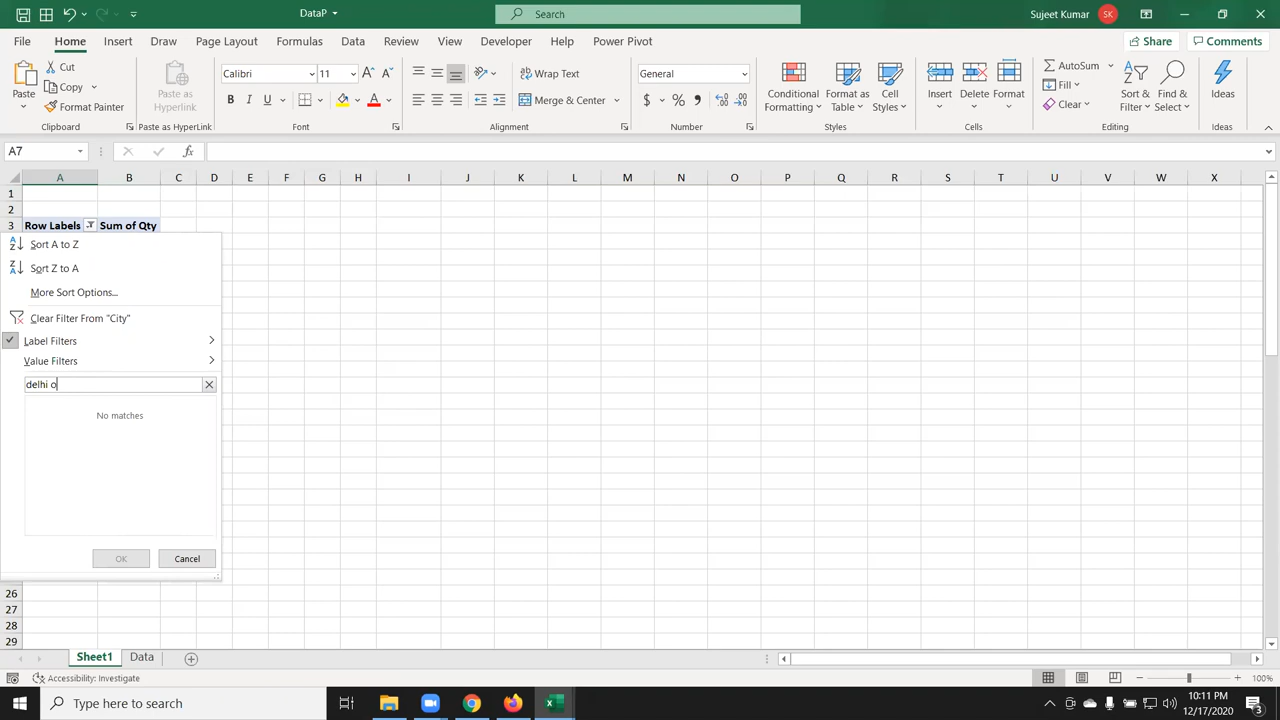 DataP
Search
Sujeet Kumar
SK
File Home Insert Draw Page Layout Formulas Data Review View Developer Help Power Pivot
Share
Comments
Paste
Cut
Copy
Format Painter
Clipboard
Paste as
HyperLink
Paste as HyperLink
Calibri
11
B I U
Font
Wrap Text
Merge & Center
Alignment
General
$ % ,
Number
Conditional
Formatting
Format as
Table
Cell
Styles
Styles
Insert
Delete
Format
Cells
AutoSum
Fill
Clear
Sort &
Filter
Find &
Select
Editing
Ideas
Ideas
A7
fx
A B C D E F G H I J K L M N O P Q R S T U V W X
1
2
3 Row Labels Sum of Qty
Sort A to Z
Sort Z to A
More Sort Options...
Clear Filter From "City"
Label Filters
Value Filters
delhi o
No matches
OK
Cancel
26
27
28
29
Sheet1
Data
Accessibility: Investigate
100%
Type here to search
10:11 PM
12/17/2020
3